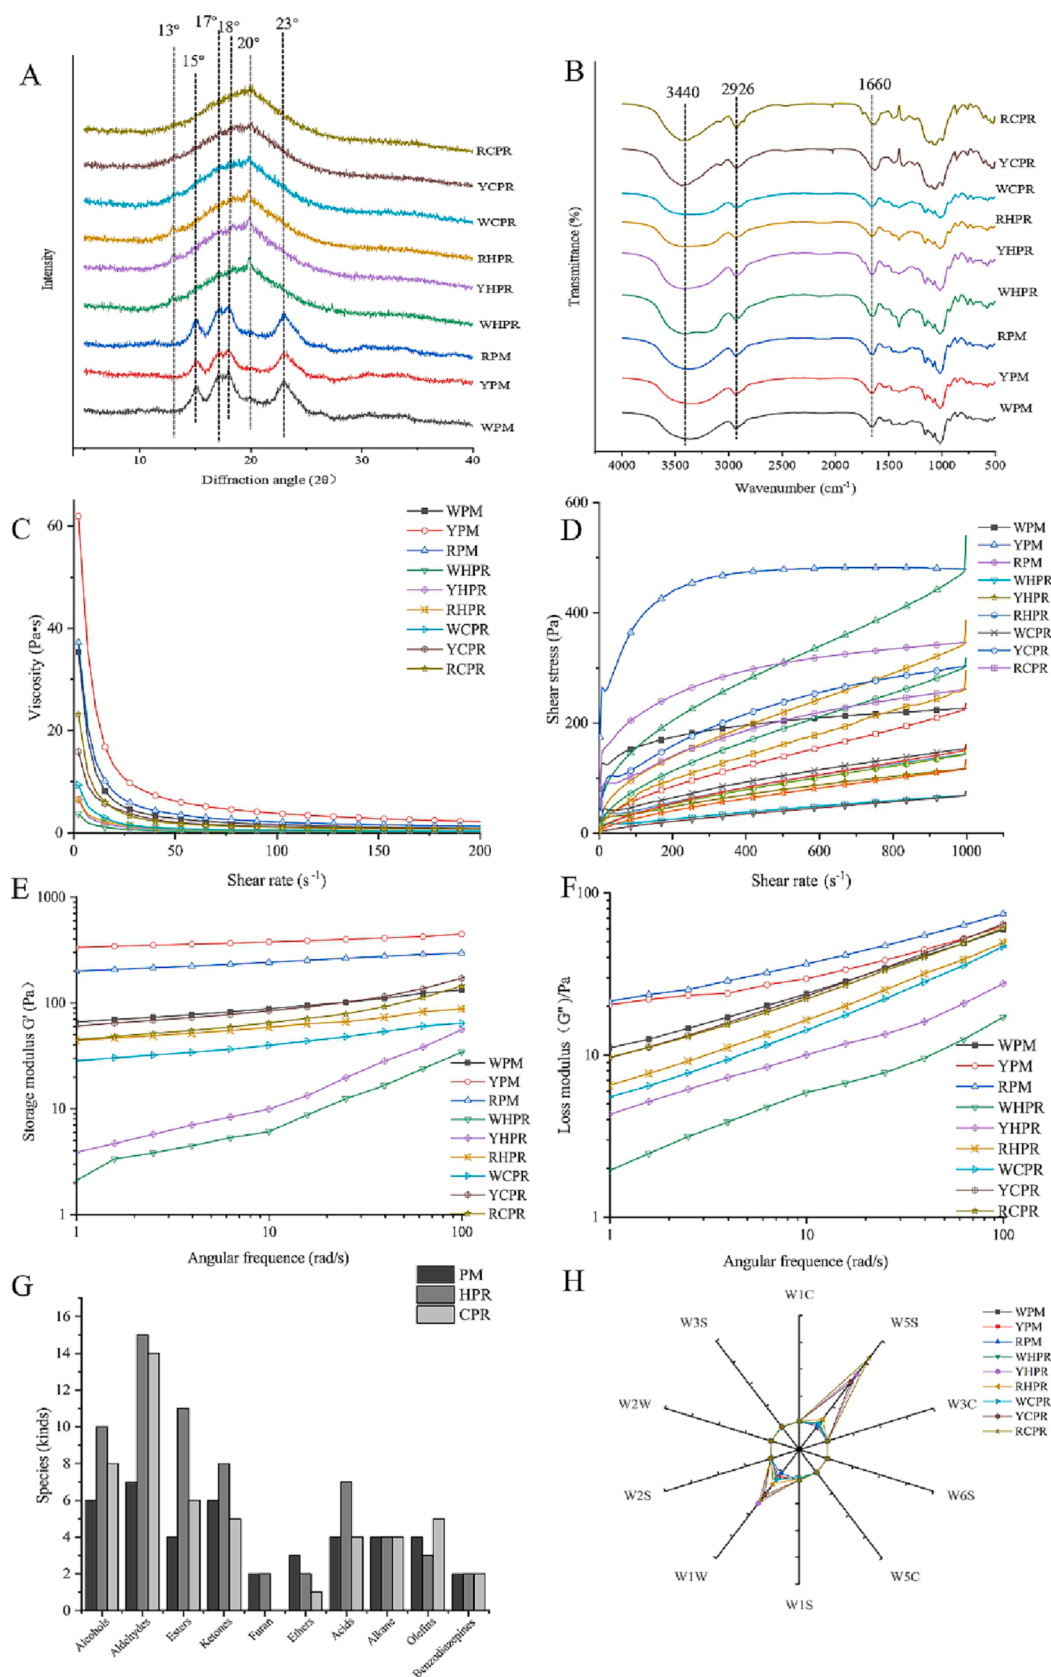 13°
17°
18°
23°
15°
20°
A
RCPR
YCPR
WCPR
RHPR
YHPR
WHPR
RPM
YPM
WPM
Intensity
10
20
30
40
Diffraction angle (2θ)
B
3440
2926
1660
RCPR
YCPR
WCPR
RHPR
YHPR
WHPR
RPM
YPM
WPM
Transmittance (%)
4000
3500
3000
2500
2000
1500
1000
500
Wavenumber (cm⁻¹)
C
60
40
20
0
Viscosity (Pa•s)
WPM
YPM
RPM
WHPR
YHPR
RHPR
WCPR
YCPR
RCPR
0
50
100
150
200
Shear rate (s⁻¹)
D
600
400
200
0
Shear stress (Pa)
WPM
YPM
RPM
WHPR
YHPR
RHPR
WCPR
YCPR
RCPR
0
200
400
600
800
1000
Shear rate (s⁻¹)
E
1000
100
10
1
Storage modulus G' (Pa)
WPM
YPM
RPM
WHPR
YHPR
RHPR
WCPR
YCPR
RCPR
1
10
100
Angular frequence (rad/s)
F
100
10
1
Loss modulus (G'')/Pa
WPM
YPM
RPM
WHPR
YHPR
RHPR
WCPR
YCPR
RCPR
1
10
100
Angular frequence (rad/s)
G
PM
HPR
CPR
16
14
12
10
8
6
4
2
0
Species (kinds)
Alcohols
Aldehydes
Esters
Ketones
Furan
Ethers
Acids
Alkane
Olefins
Benzodiazepines
H
W1C
W3S
W5S
W2W
W3C
W2S
W6S
W1W
W5C
W1S
WPM
YPM
RPM
WHPR
YHPR
RHPR
WCPR
YCPR
RCPR